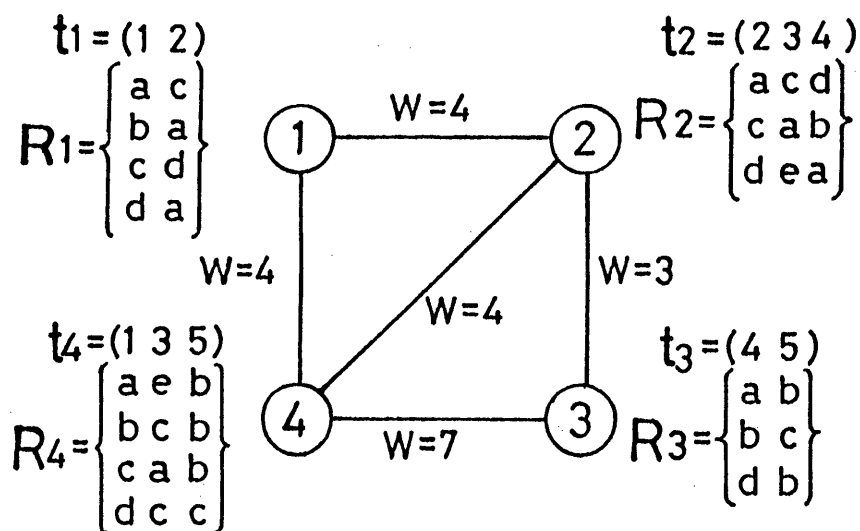 t1=(1 2)
R1={
a c
b a
c d
d a
}
t2=(2 3 4)
R2={
a c d
c a b
d e a
}
1
W=4
2
W=4
W=4
W=3
t4=(1 3 5)
R4={
a e b
b c b
c a b
d c c
}
4
W=7
3
t3=(4 5)
R3={
a b
b c
d b
}